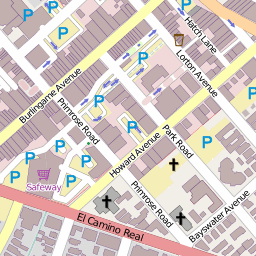 P
P
P
Hatch Lane
Lorton Avenue
P
Burlingame Avenue
P
P
Primrose Road
P
P
Park Road
P
P
Howard Avenue
P
Safeway
Primrose Road
Bayswater Avenue
El Camino Real
P